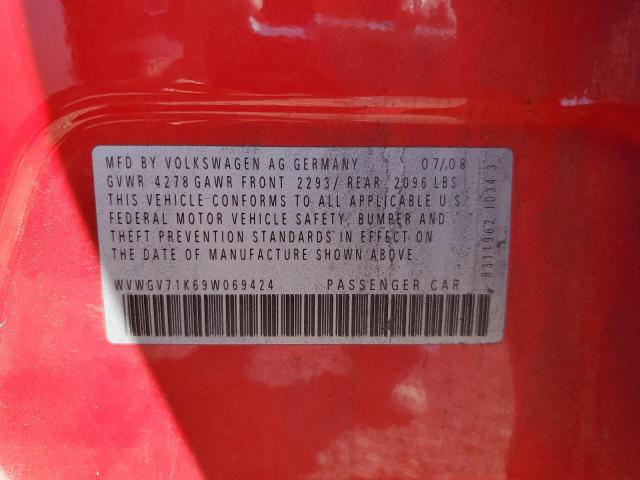 MFD BY VOLKSWAGEN AG GERMANY 07/08
GVWR 4278 GAWR FRONT 2293/ REAR 2096 LBS
THIS VEHICLE CONFORMS TO ALL APPLICABLE U.S.
FEDERAL MOTOR VEHICLE SAFETY, BUMPER AND
THEFT PREVENTION STANDARDS IN EFFECT ON
THE DATE OF MANUFACTURE SHOWN ABOVE.
WVWGV71K69W069424 PASSENGER CAR
8311962 1034 3